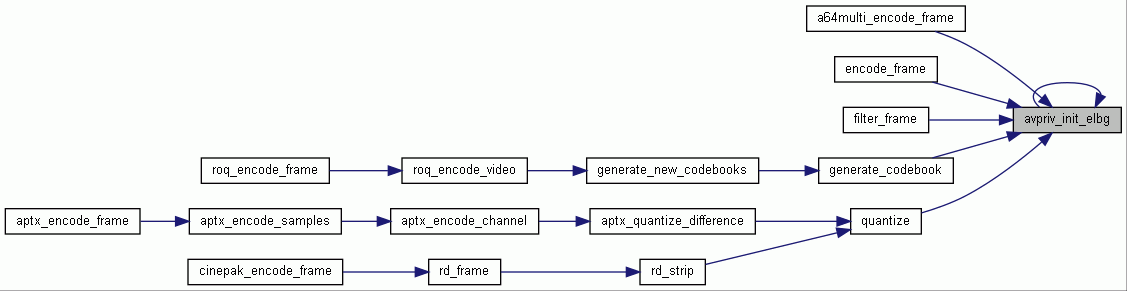 a64multi_encode_frame
encode_frame
avpriv_init_elbg
filter_frame
roq_encode_frame
roq_encode_video
generate_new_codebooks
generate_codebook
aptx_encode_frame
aptx_encode_samples
aptx_encode_channel
aptx_quantize_difference
quantize
cinepak_encode_frame
rd_frame
rd_strip